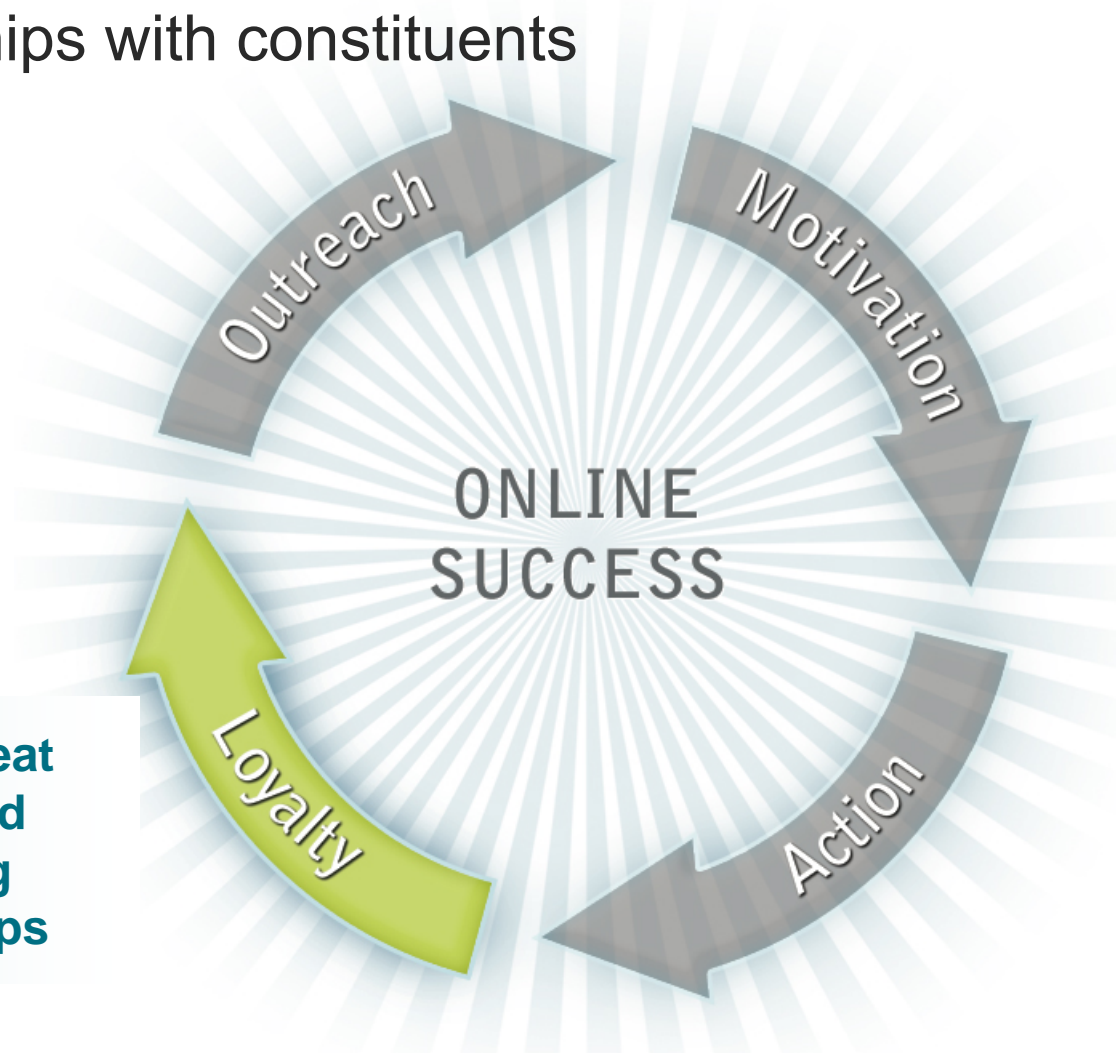 ips with constituents
Outreach
Motivation
ONLINE
SUCCESS
Loyalty
Action
eat
d
g
ps